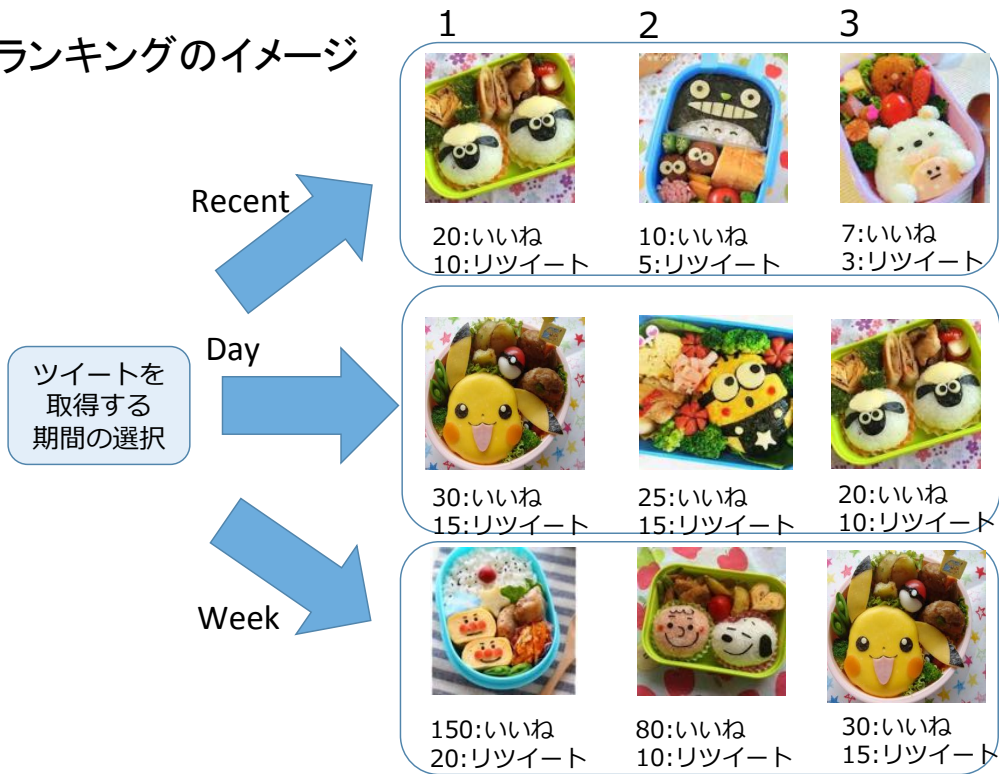 ランキングのイメージ
1
2
3
Recent
20:いいね
10:リツイート
10:いいね
5:リツイート
7:いいね
3:リツイート
ツイートを
取得する
期間の選択
Day
30:いいね
15:リツイート
25:いいね
15:リツイート
20:いいね
10:リツイート
Week
150:いいね
20:リツイート
80:いいね
10:リツイート
30:いいね
15:リツイート